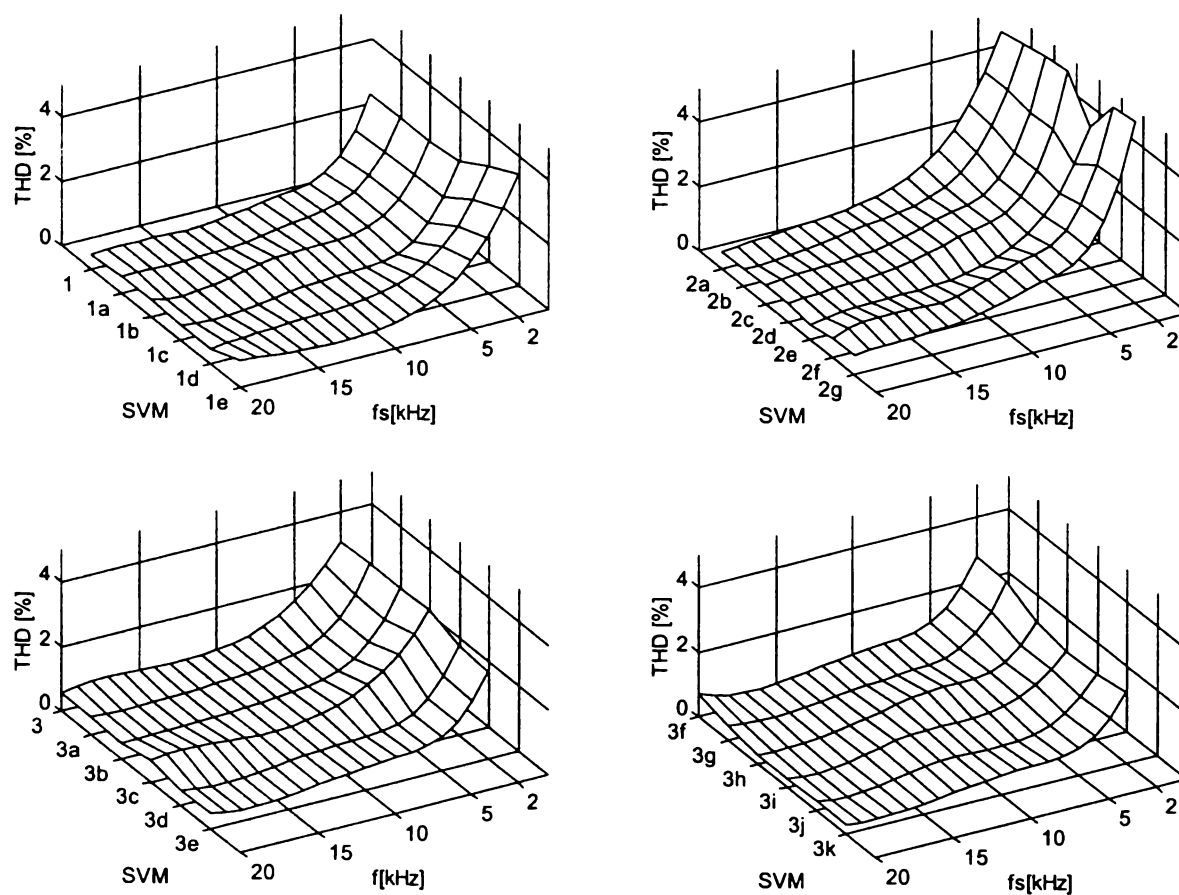 THD [%]
4
2
0
1
1a
1b
1c
1d
1e
SVM
20
15
10
5
2
fs[kHz]
THD [%]
4
2
0
2a
2b
2c
2d
2e
2f
2g
SVM
20
15
10
5
2
fs[kHz]
THD [%]
4
2
0
3
3a
3b
3c
3d
3e
SVM
20
15
10
5
2
f[kHz]
THD [%]
4
2
0
3f
3g
3h
3i
3j
3k
SVM
20
15
10
5
2
fs[kHz]